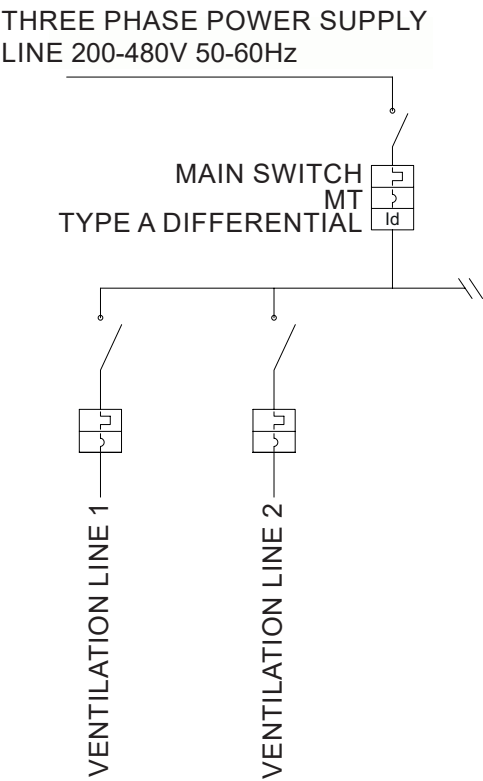 THREE PHASE POWER SUPPLY
LINE 200-480V 50-60Hz
MAIN SWITCH
MT
TYPE A DIFFERENTIAL
Id
VENTILATION LINE 1
VENTILATION LINE 2